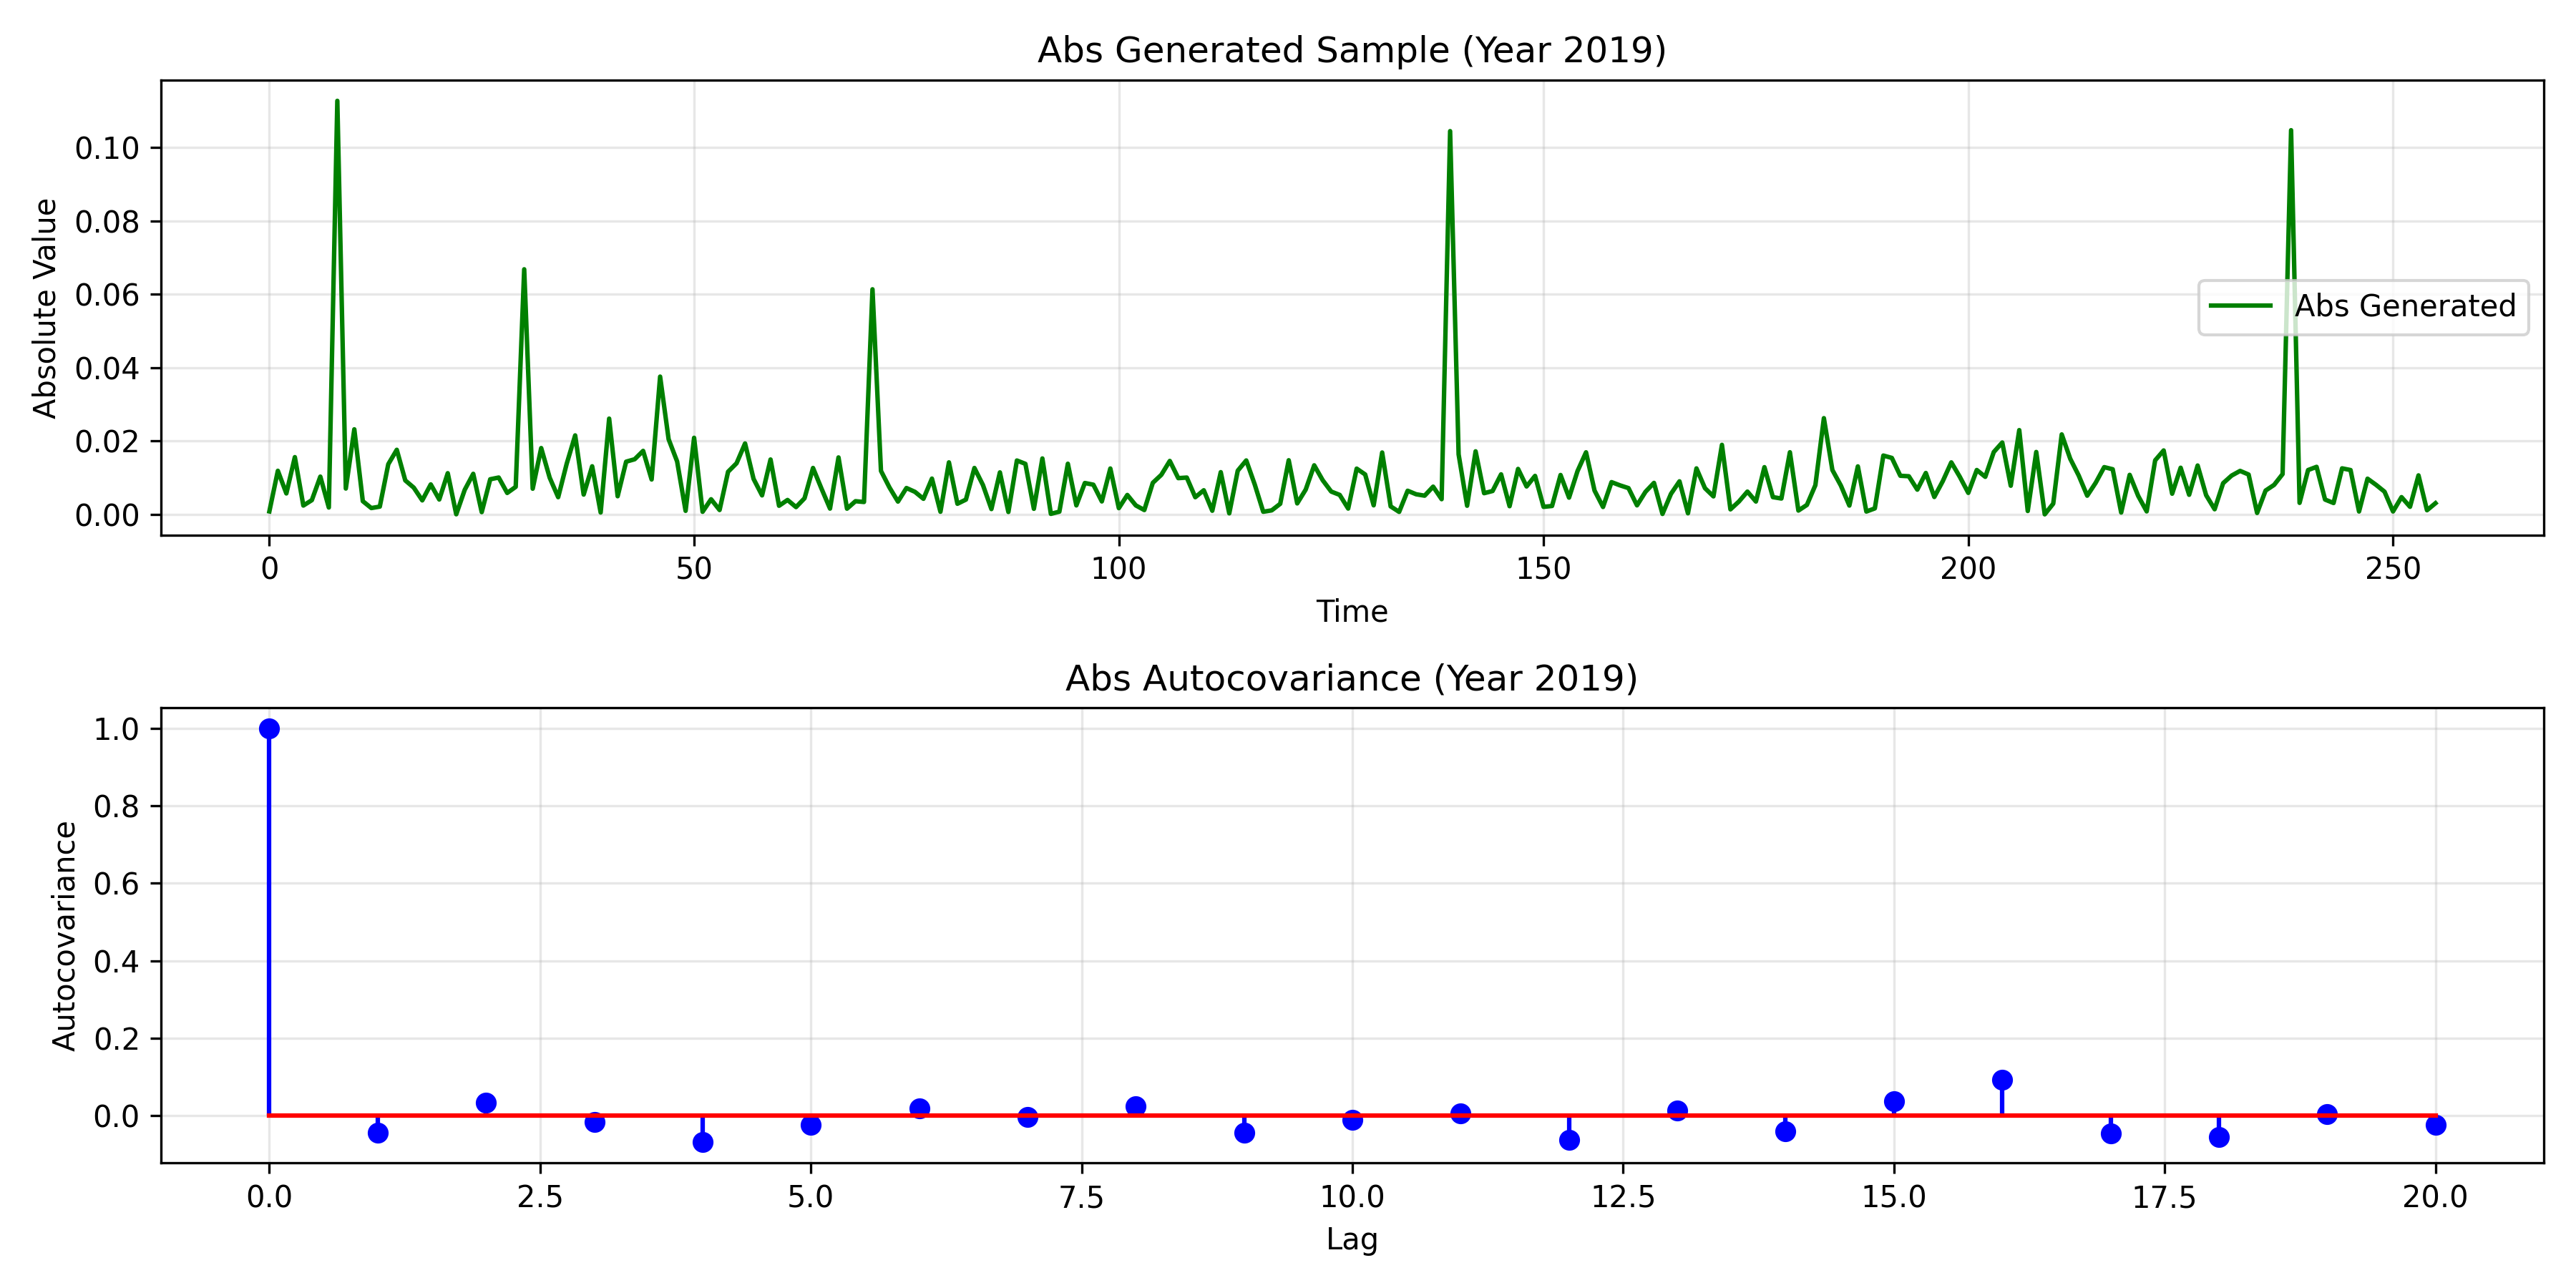 Abs Generated Sample (Year 2019)
Absolute Value
0.10
0.08
0.06
0.04
0.02
0.00
Abs Generated
0 50 100 150 200 250
Time
Abs Autocovariance (Year 2019)
Autocovariance
1.0
0.8
0.6
0.4
0.2
0.0
0.0 2.5 5.0 7.5 10.0 12.5 15.0 17.5 20.0
Lag